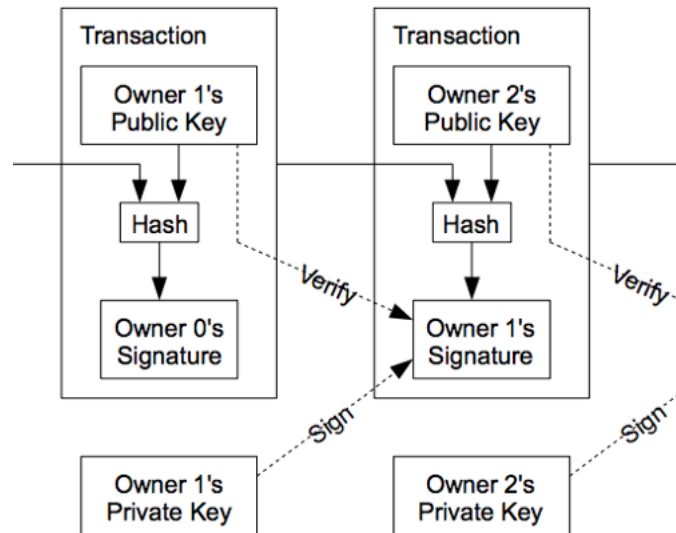 Transaction
Owner 1's
Public Key
Hash
Owner 0's
Signature
Verify
Transaction
Owner 2's
Public Key
Hash
Owner 1's
Signature
Verify
Sign
Sign
Owner 1's
Private Key
Owner 2's
Private Key